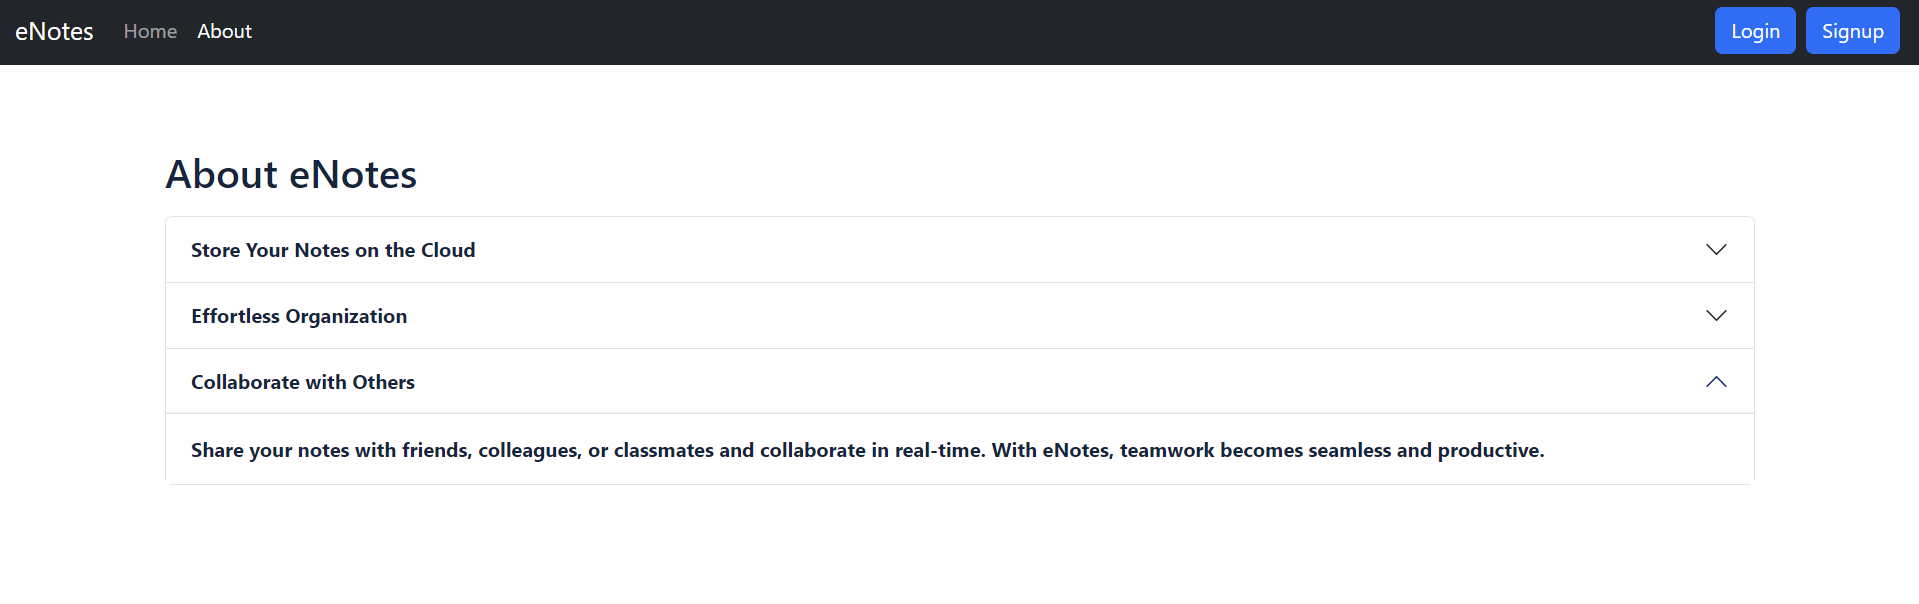 eNotes Home About Login Signup
About eNotes
Store Your Notes on the Cloud
Effortless Organization
Collaborate with Others
Share your notes with friends, colleagues, or classmates and collaborate in real-time. With eNotes, teamwork becomes seamless and productive.